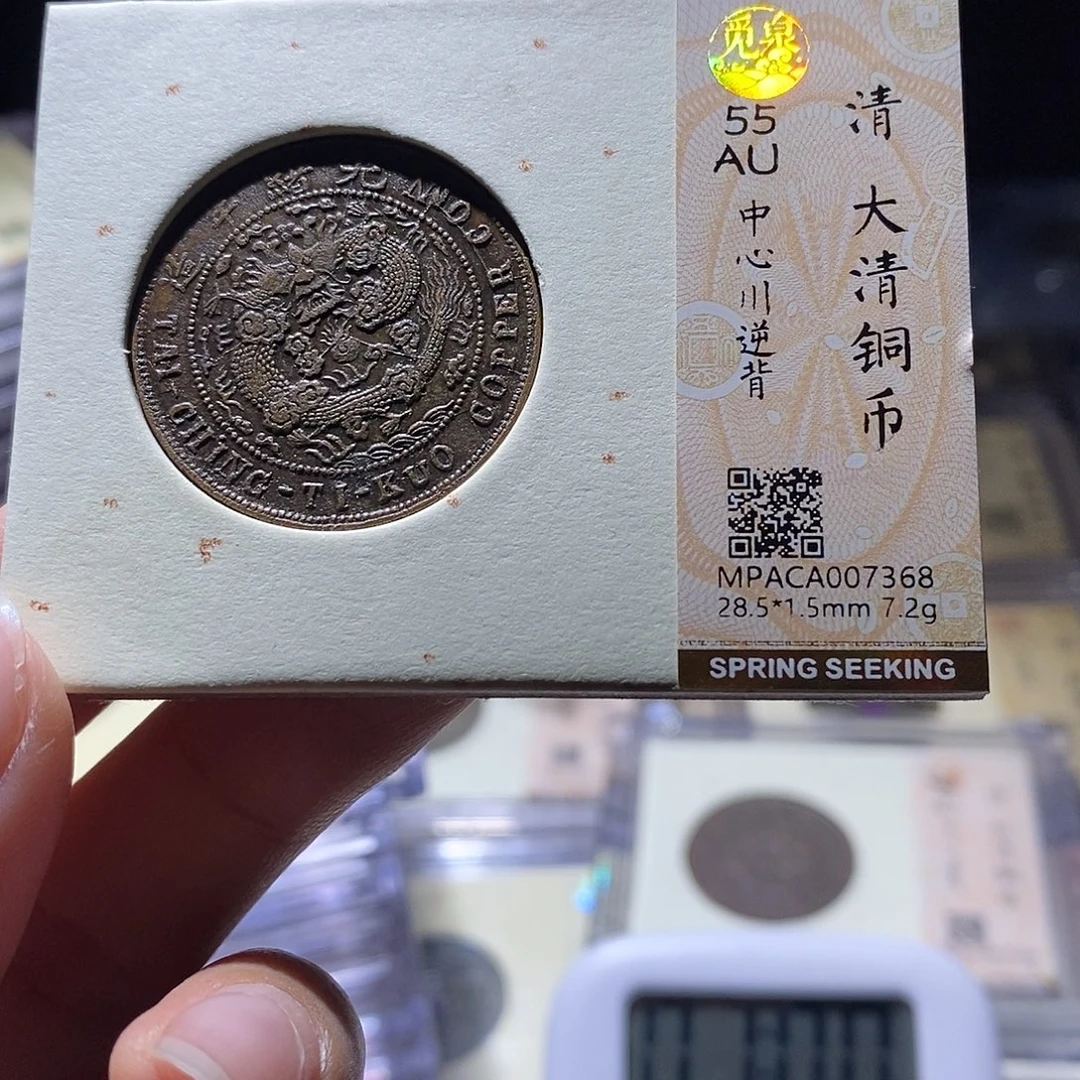 觅泉
55
AU
中心川逆背
清 大清铜币
MPACA007368
28.5*1.5mm 7.2g
SPRING SEEKING
TAI-CHING-TI-KUO
COPPER COIN